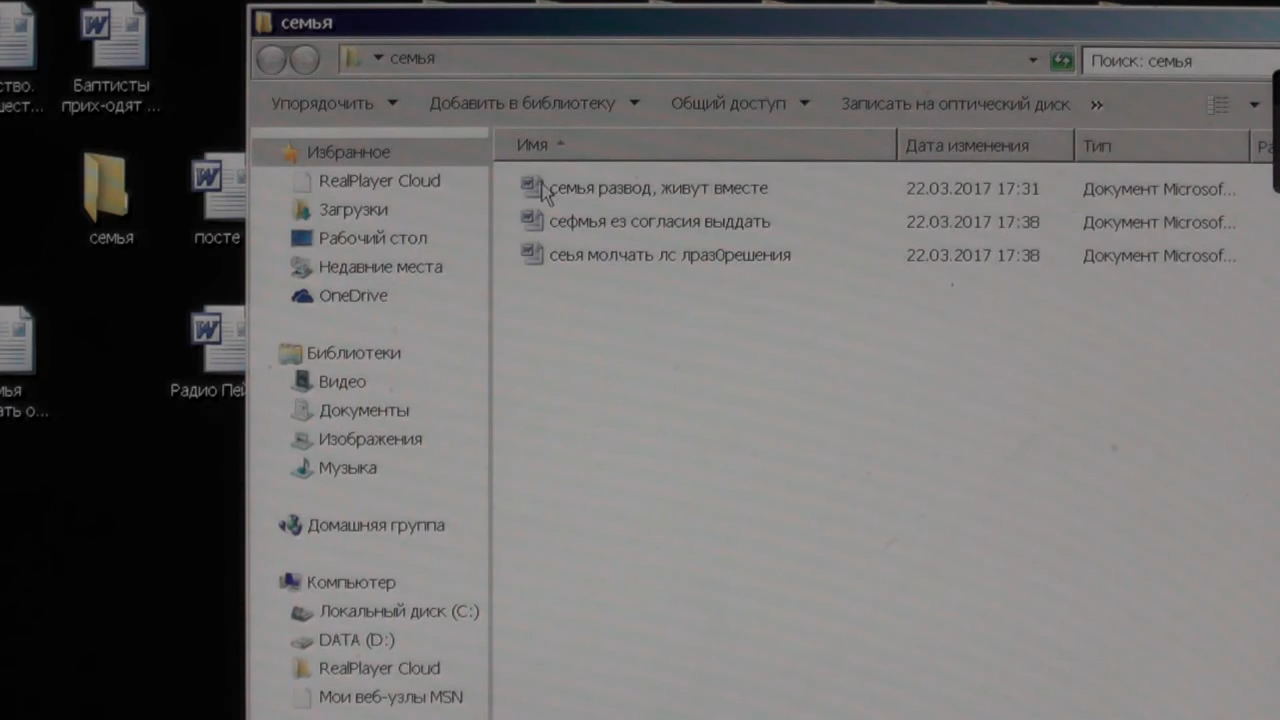 семья
семья
Поиск: семья
Упорядочить
Добавить в библиотеку
Общий доступ
Записать на оптический диск
»
Имя
Дата изменения
Тип
Избранное
RealPlayer Cloud
Загрузки
Рабочий стол
Недавние места
OneDrive
Библиотеки
Видео
Документы
Изображения
Музыка
Домашняя группа
Компьютер
Локальный диск (C:)
DATA (D:)
RealPlayer Cloud
Мои веб-узлы MSN
семья развод, живут вместе 22.03.2017 17:31 Документ Microsof...
сефмья ез согласия выддать 22.03.2017 17:38 Документ Microsof...
сеья молчать лс лраз0решения 22.03.2017 17:38 Документ Microsof...
Баптисты
прих-одят ...
семья
посте
Радио Пей